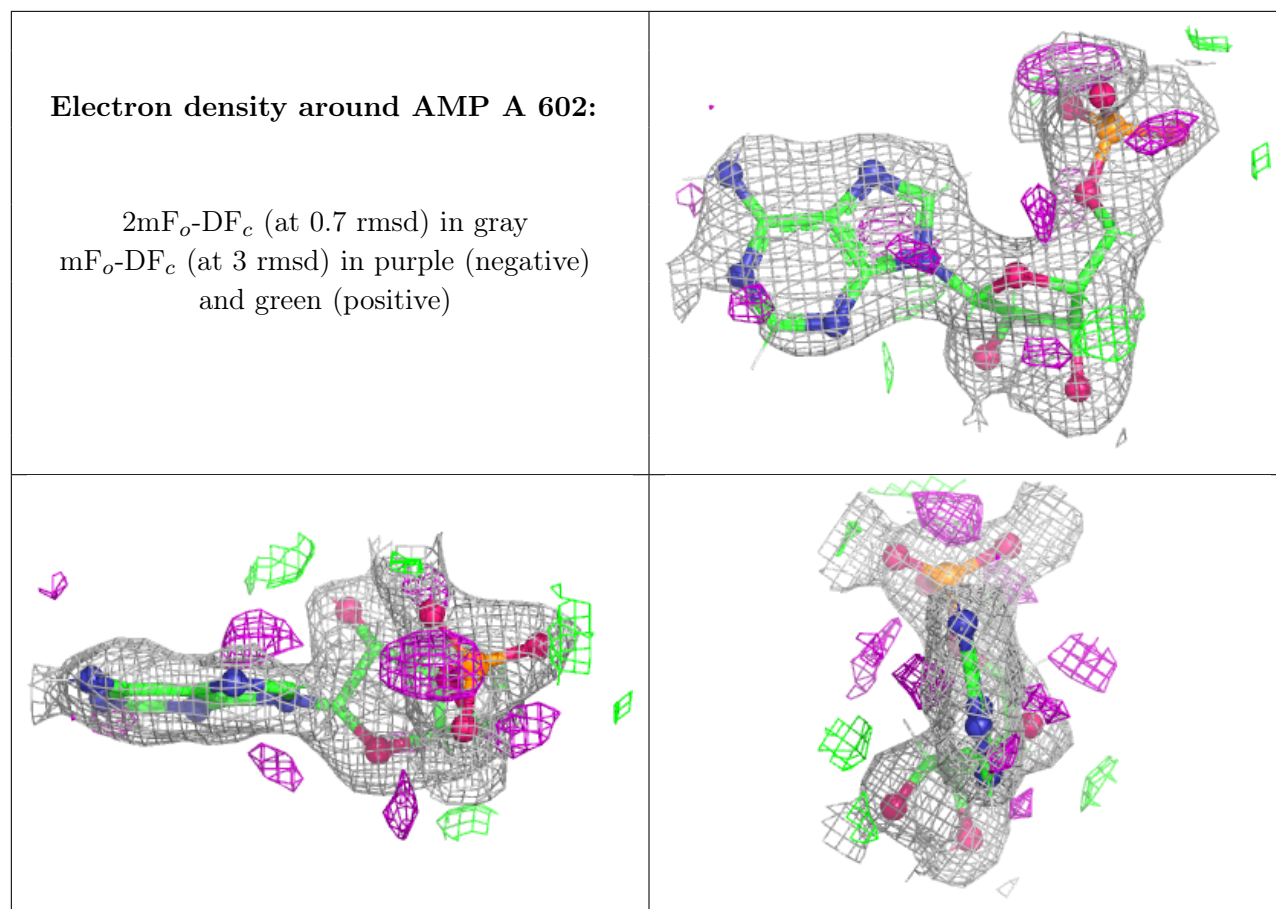 Electron density around AMP A 602:
2mFo-DFc (at 0.7 rmsd) in gray
mFo-DFc (at 3 rmsd) in purple (negative)
and green (positive)